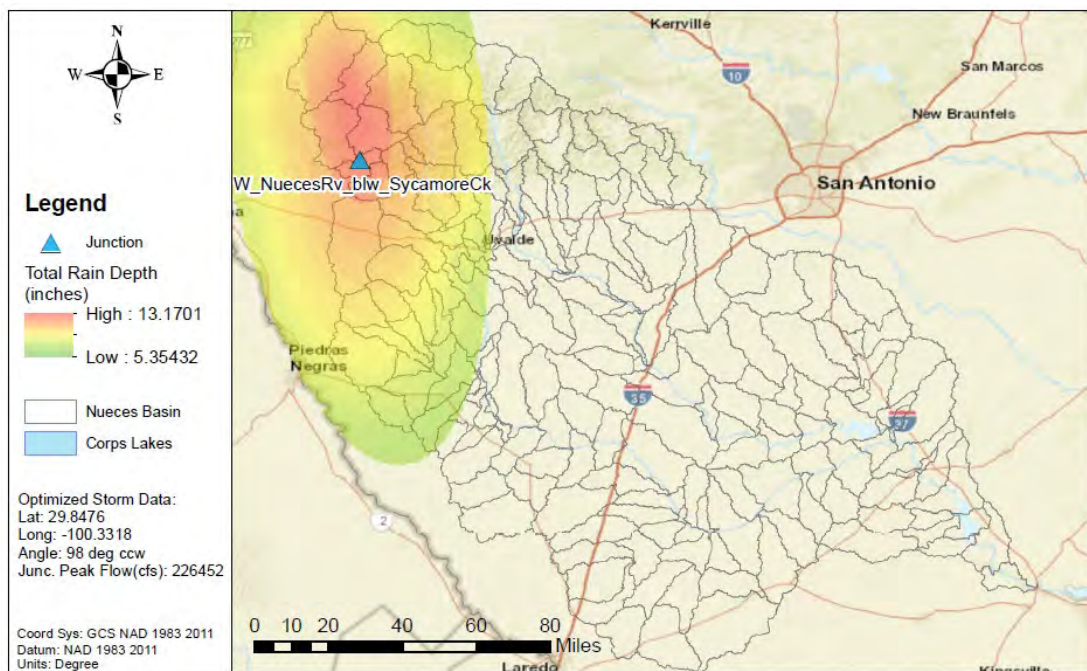 N
W
E
S
Legend
Junction
Total Rain Depth
(inches)
High : 13.1701
Low : 5.35432
Nueces Basin
Corps Lakes
Optimized Storm Data:
Lat: 29.8476
Long: -100.3318
Angle: 98 deg ccw
Junc. Peak Flow(cfs): 226452
Coord Sys: GCS NAD 1983 2011
Datum: NAD 1983 2011
Units: Degree
Kerrville
10
San Marcos
New Braunfels
W_NuecesRv_blw_SycamoreCk
San Antonio
Uvalde
Piedras
Negras
35
37
2
0 10 20 40 60 80
Miles
Laredo